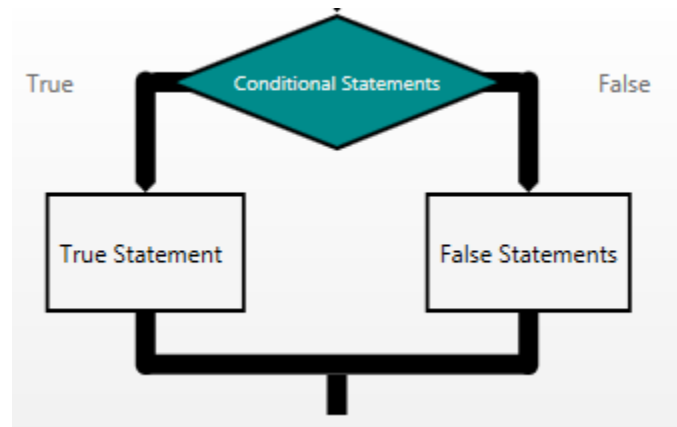 Conditional Statements
True
False
True Statement
False Statements